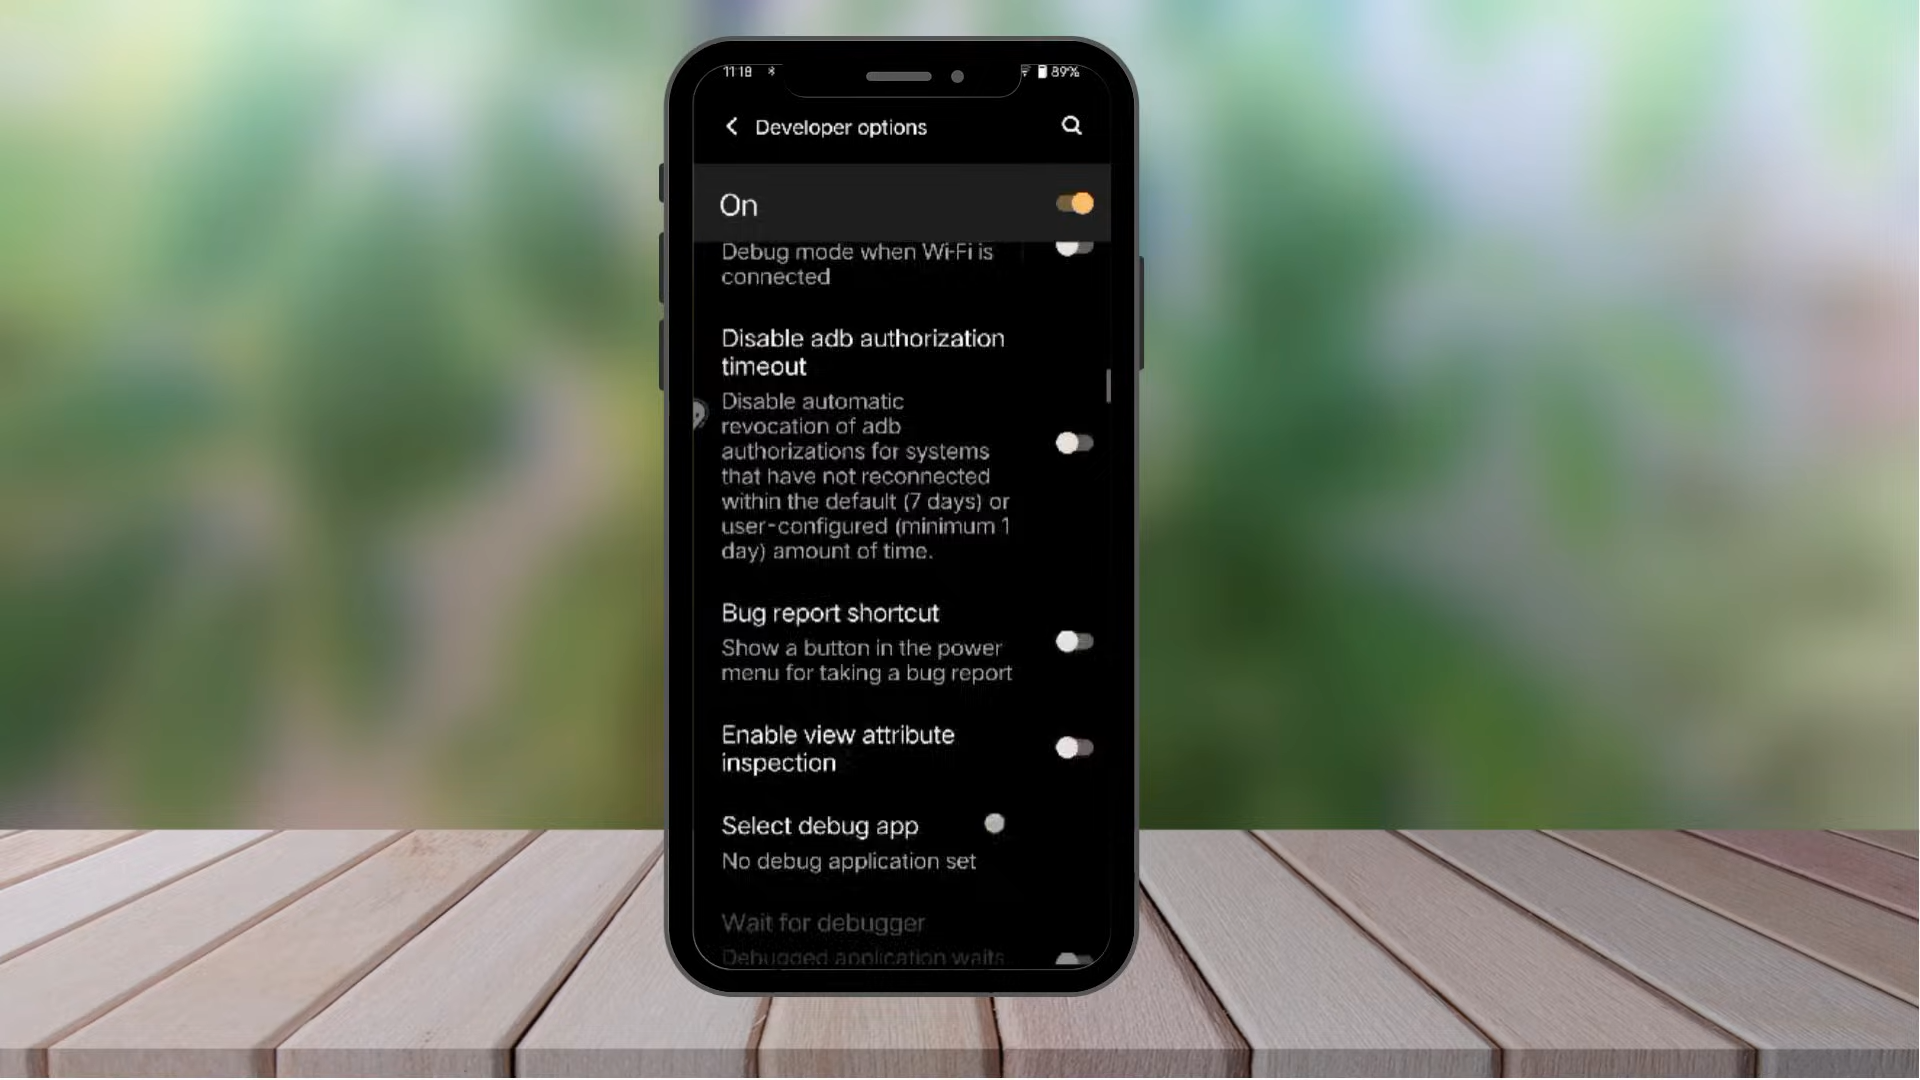 11:18 89%
Developer options
On
Debug mode when Wi-Fi is
connected
Disable adb authorization
timeout
Disable automatic
revocation of adb
authorizations for systems
that have not reconnected
within the default (7 days) or
user-configured (minimum 1
day) amount of time.
Bug report shortcut
Show a button in the power
menu for taking a bug report
Enable view attribute
inspection
Select debug app
No debug application set
Wait for debugger
Debugged application waits